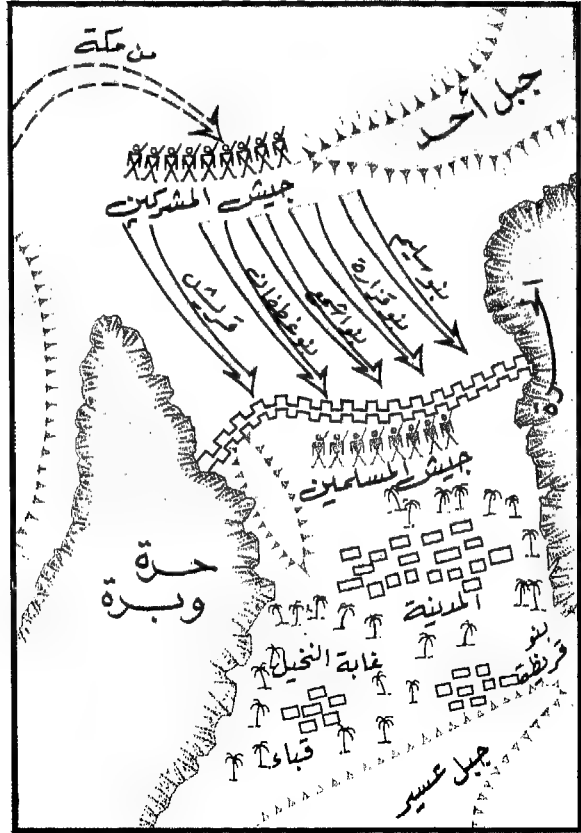 من مكة
جبل أحد
جيش المشركين
قريش
بنو غطفان
بنو اشجع
بنو فزارة
بنو سليم
جيش المسلمين
حرة
وبرة
المدينة
بنو
قريظة
غابة النخيل
قباء
جبل عسير